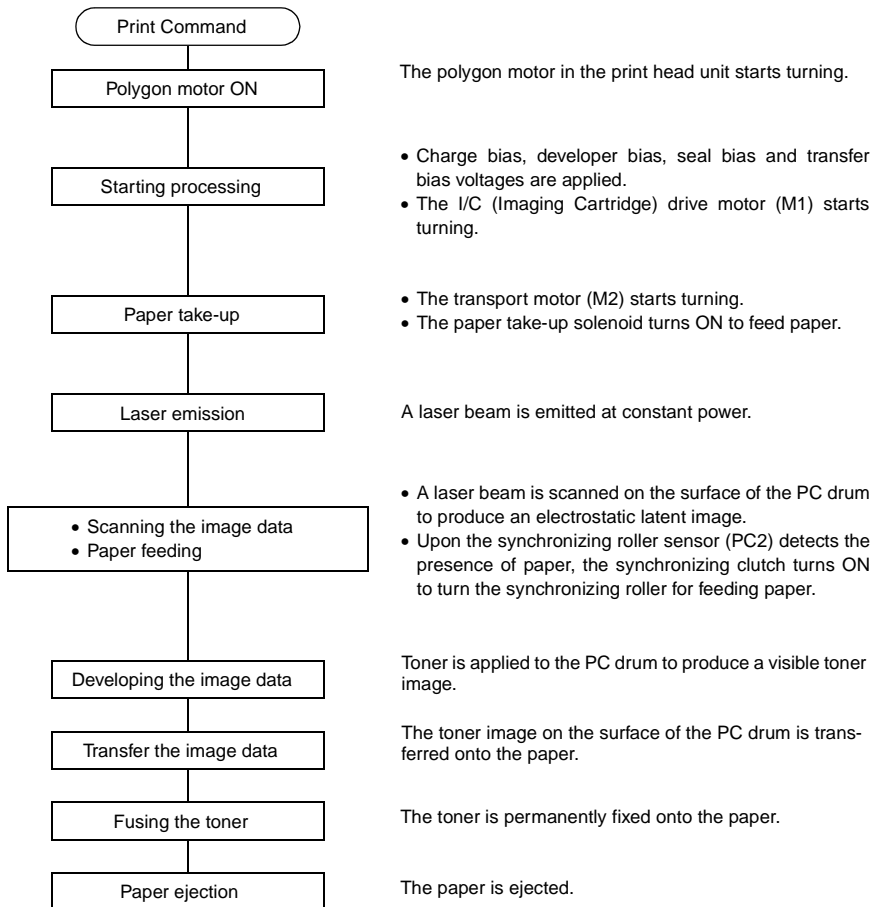 Print Command
Polygon motor ON
The polygon motor in the print head unit starts turning.
Starting processing
• Charge bias, developer bias, seal bias and transfer
bias voltages are applied.
• The I/C (Imaging Cartridge) drive motor (M1) starts
turning.
Paper take-up
• The transport motor (M2) starts turning.
• The paper take-up solenoid turns ON to feed paper.
Laser emission
A laser beam is emitted at constant power.
• Scanning the image data
• Paper feeding
• A laser beam is scanned on the surface of the PC drum
to produce an electrostatic latent image.
• Upon the synchronizing roller sensor (PC2) detects the
presence of paper, the synchronizing clutch turns ON
to turn the synchronizing roller for feeding paper.
Developing the image data
Toner is applied to the PC drum to produce a visible toner
image.
Transfer the image data
The toner image on the surface of the PC drum is trans-
ferred onto the paper.
Fusing the toner
The toner is permanently fixed onto the paper.
Paper ejection
The paper is ejected.